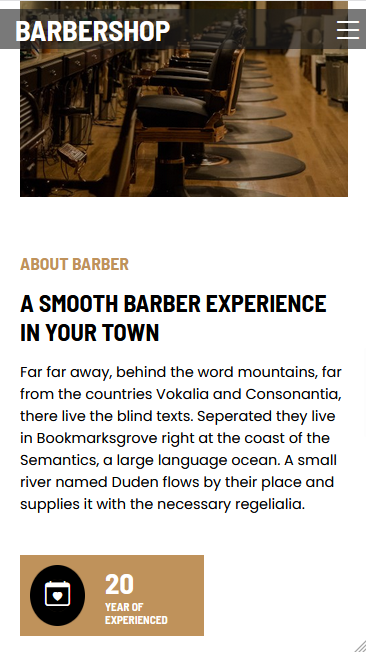 BARBERSHOP
ABOUT BARBER
A SMOOTH BARBER EXPERIENCE
IN YOUR TOWN
Far far away, behind the word mountains, far
from the countries Vokalia and Consonantia,
there live the blind texts. Seperated they live
in Bookmarksgrove right at the coast of the
Semantics, a large language ocean. A small
river named Duden flows by their place and
supplies it with the necessary regelialia.
20
YEAR OF
EXPERIENCED